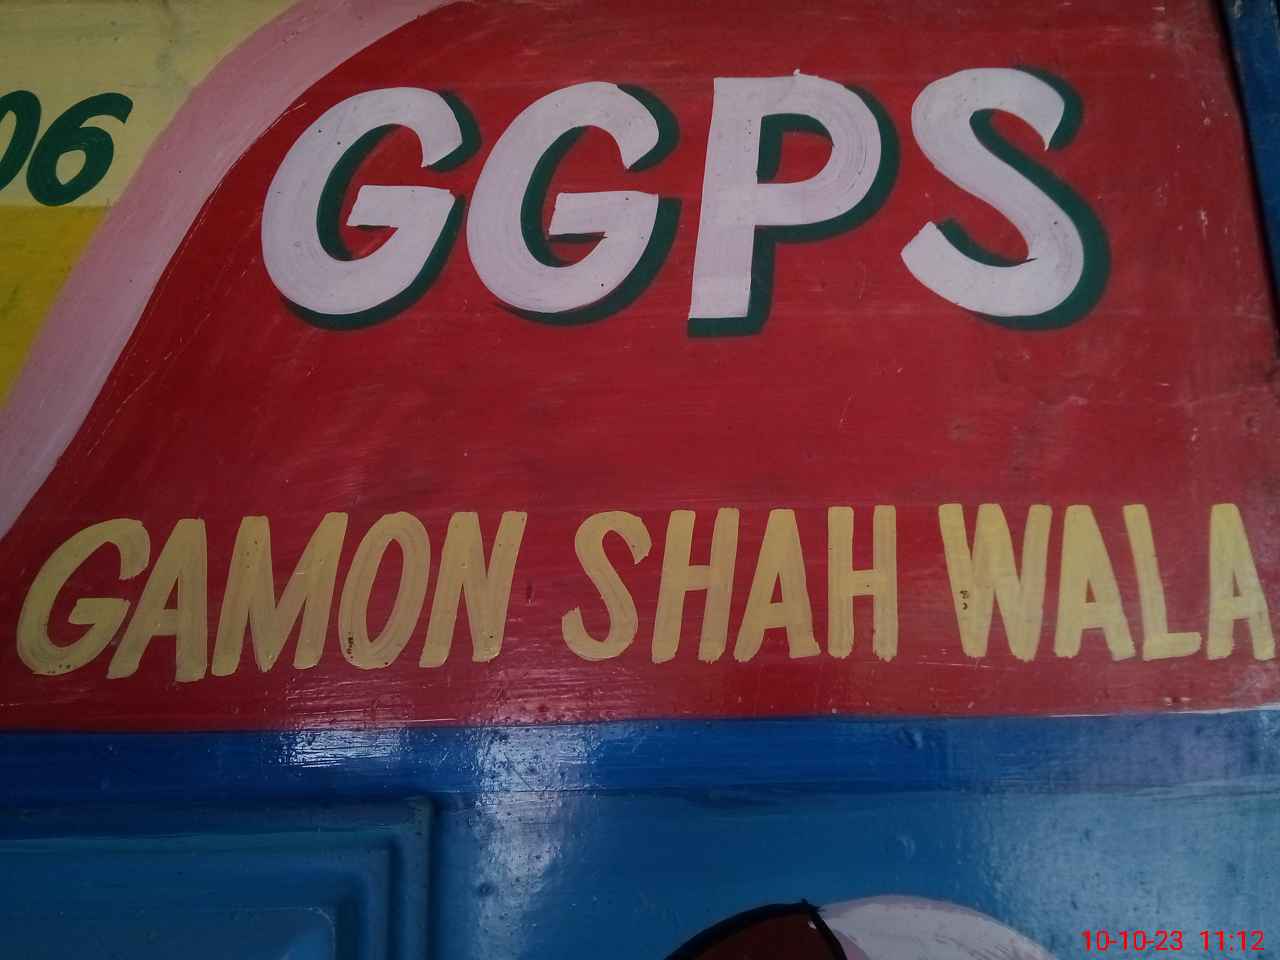 06
GGPS
GAMON SHAH WALA
10-10-23 11:12